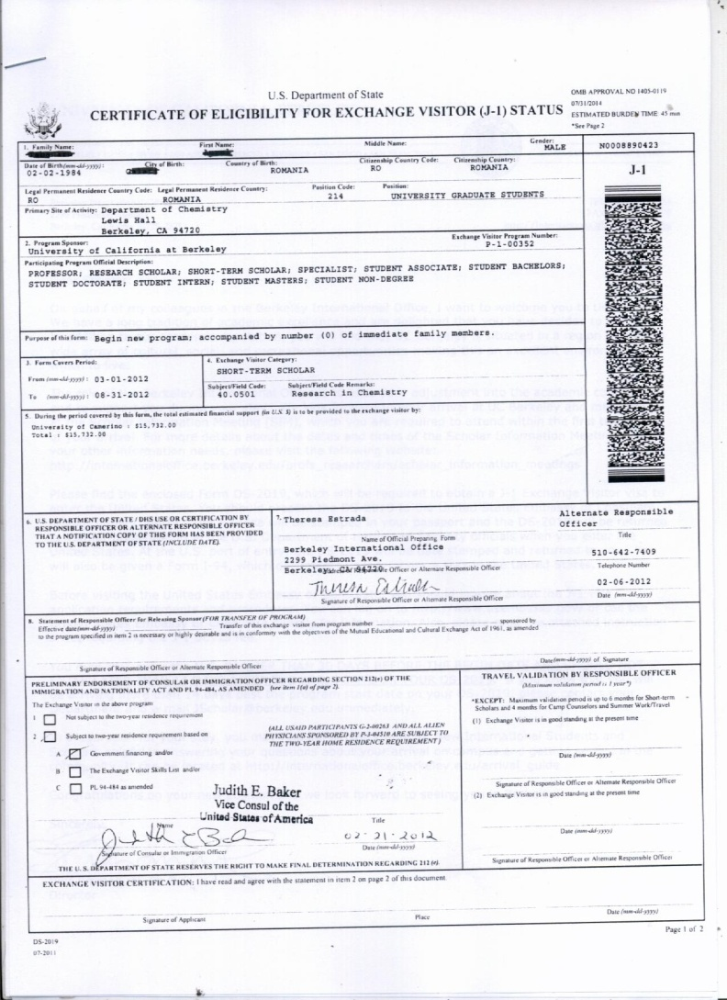 U.S. Department of State
CERTIFICATE OF ELIGIBILITY FOR EXCHANGE VISITOR (J-1) STATUS
OMB APPROVAL NO 1405-0119
07/31/2014
ESTIMATED BURDEN TIME: 45 min
*See Page 2
1. Family Name: First Name: Middle Name: Gender:
MALE
N0008890423
J-1
Date of Birth(mm-dd-yyyy): City of Birth: Country of Birth: Citizenship Country Code: Citizenship Country:
02-02-1984 ROMANIA RO ROMANIA
Legal Permanent Residence Country Code: Legal Permanent Residence Country: Position Code: Position:
RO ROMANIA 214 UNIVERSITY GRADUATE STUDENTS
Primary Site of Activity: Department of Chemistry
Lewis Hall
Berkeley, CA 94720
2. Program Sponsor: Exchange Visitor Program Number:
University of California at Berkeley P-1-00352
Participating Program Official Description:
PROFESSOR; RESEARCH SCHOLAR; SHORT-TERM SCHOLAR; SPECIALIST; STUDENT ASSOCIATE; STUDENT BACHELORS;
STUDENT DOCTORATE; STUDENT INTERN; STUDENT MASTERS; STUDENT NON-DEGREE
Purpose of this form: Begin new program; accompanied by number (0) of immediate family members.
3. Form Covers Period:
From (mm-dd-yyyy): 03-01-2012
To (mm-dd-yyyy): 08-31-2012
4. Exchange Visitor Category:
SHORT-TERM SCHOLAR
Subject/Field Code: Subject/Field Code Remarks:
40.0501 Research in Chemistry
5. During the period covered by this form, the total estimated financial support (in U.S. $) is to be provided to the exchange visitor by:
University of Camerino : $15,732.00
Total : $15,732.00
6. U.S. DEPARTMENT OF STATE / DHS USE OR CERTIFICATION BY
RESPONSIBLE OFFICER OR ALTERNATE RESPONSIBLE OFFICER
THAT A NOTIFICATION COPY OF THIS FORM HAS BEEN PROVIDED
TO THE U.S. DEPARTMENT OF STATE (INCLUDE DATE).
7. Theresa Estrada
Alternate Responsible
Officer
Name of Official Preparing Form Title
Berkeley International Office
2299 Piedmont Ave. 510-642-7409
Berkeley, CA 94720
Address of Responsible Officer or Alternate Responsible Officer Telephone Number
Theresa Estrada 02-06-2012
Signature of Responsible Officer or Alternate Responsible Officer Date (mm-dd-yyyy)
8. Statement of Responsible Officer for Releasing Sponsor (FOR TRANSFER OF PROGRAM)
Effective date(mm-dd-yyyy) Transfer of this exchange visitor from program number sponsored by
to the program specified in item 2 is necessary or highly desirable and is in conformity with the objectives of the Mutual Educational and Cultural Exchange Act of 1961, as amended
Signature of Responsible Officer or Alternate Responsible Officer Date(mm-dd-yyyy) of Signature
PRELIMINARY ENDORSEMENT OF CONSULAR OR IMMIGRATION OFFICER REGARDING SECTION 212(e) OF THE
IMMIGRATION AND NATIONALITY ACT AND PL 94-484, AS AMENDED (see item 1(a) of page 2).
The Exchange Visitor in the above program
1 Not subject to the two-year residence requirement
2 Subject to two-year residence requirement based on
A Government financing and/or
B The Exchange Visitor Skills List and/or
C PL 94-484 as amended
(ALL USAID PARTICIPANTS G-2-00263 AND ALL ALIEN
PHYSICIANS SPONSORED BY P-3-04510 ARE SUBJECT TO
THE TWO-YEAR HOME RESIDENCE REQUIREMENT)
Judith E. Baker
Vice Consul of the
United States of America
Name Title
02-21-2012
Signature of Consular or Immigration Officer Date (mm-dd-yyyy)
THE U. S. DEPARTMENT OF STATE RESERVES THE RIGHT TO MAKE FINAL DETERMINATION REGARDING 212 (e).
TRAVEL VALIDATION BY RESPONSIBLE OFFICER
(Maximum validation period is 1 year*)
*EXCEPT: Maximum validation period is up to 6 months for Short-term
Scholars and 4 months for Camp Counselors and Summer Work/Travel
(1) Exchange Visitor is in good standing at the present time
Date (mm-dd-yyyy)
Signature of Responsible Officer or Alternate Responsible Officer
(2) Exchange Visitor is in good standing at the present time
Date (mm-dd-yyyy)
Signature of Responsible Officer or Alternate Responsible Officer
EXCHANGE VISITOR CERTIFICATION: I have read and agree with the statement in item 2 on page 2 of this document.
Signature of Applicant Place Date (mm-dd-yyyy)
DS-2019
07-2011
Page 1 of 2